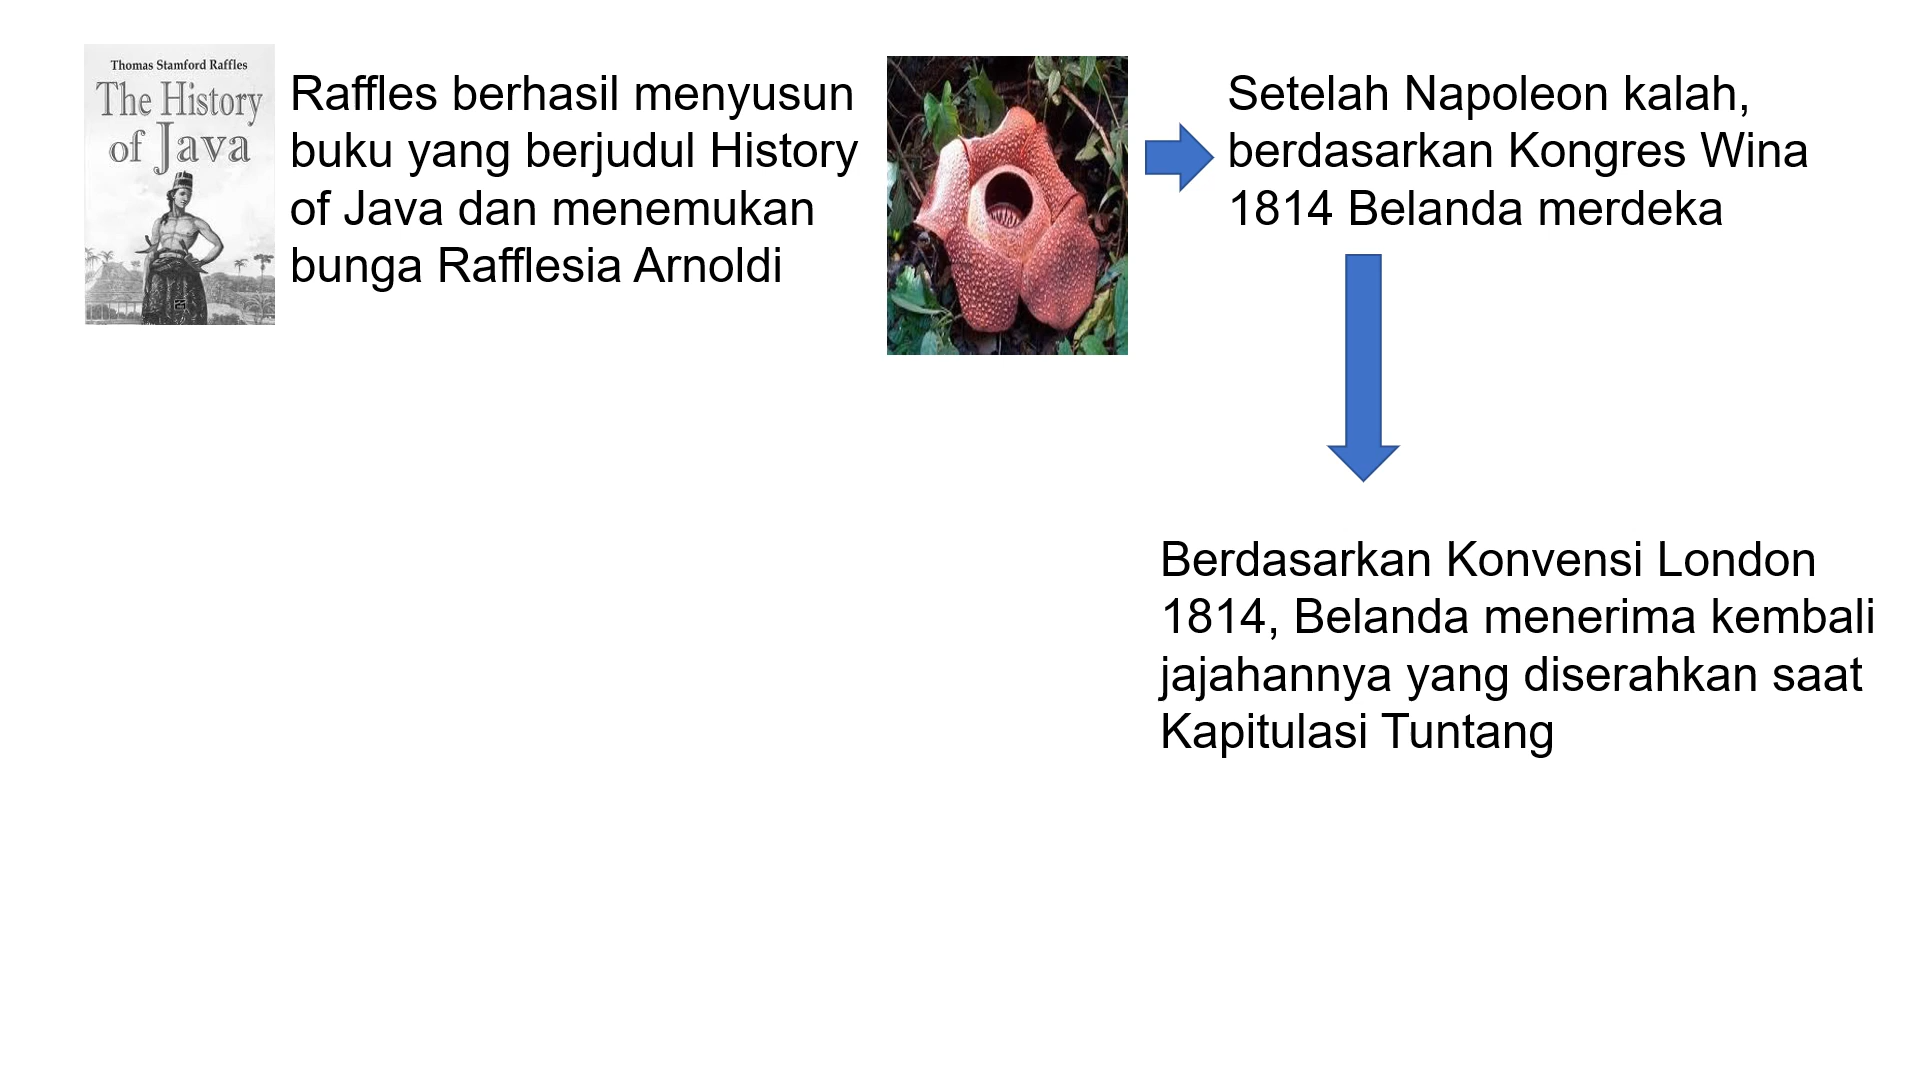 Thomas Stamford Raffles
The History
of Java
Raffles berhasil menyusun
buku yang berjudul History
of Java dan menemukan
bunga Rafflesia Arnoldi
Setelah Napoleon kalah,
berdasarkan Kongres Wina
1814 Belanda merdeka
Berdasarkan Konvensi London
1814, Belanda menerima kembali
jajahannya yang diserahkan saat
Kapitulasi Tuntang